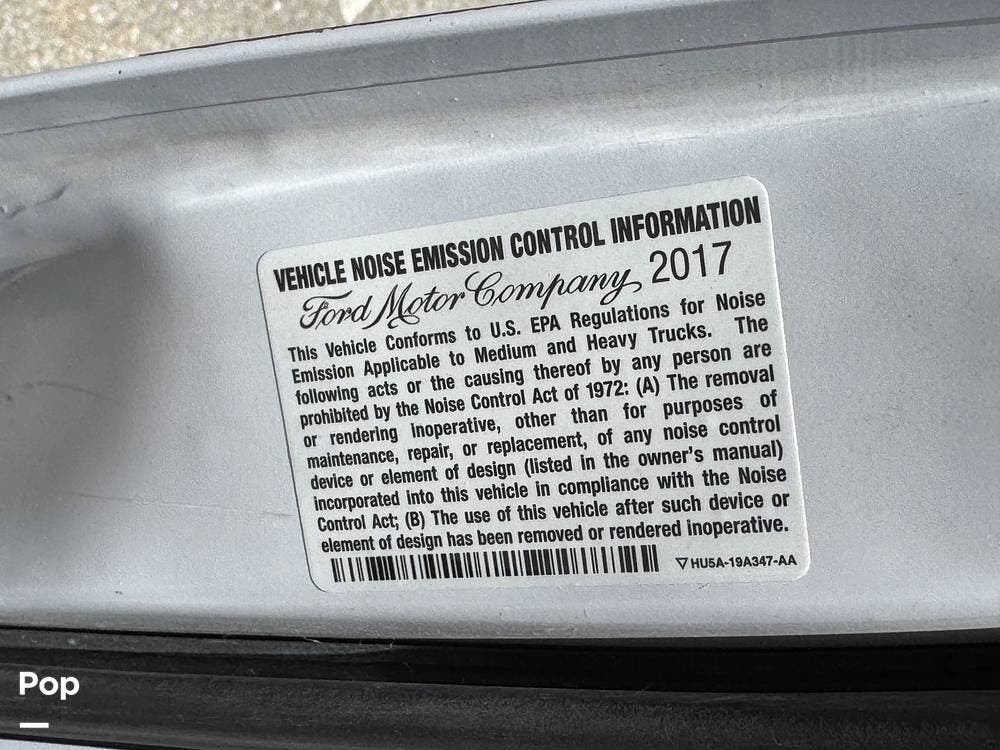 VEHICLE NOISE EMISSION CONTROL INFORMATION
Ford Motor Company 2017
This Vehicle Conforms to U.S. EPA Regulations for Noise
Emission Applicable to Medium and Heavy Trucks. The
following acts or the causing thereof by any person are
prohibited by the Noise Control Act of 1972: (A) The removal
or rendering inoperative, other than for purposes of
maintenance, repair, or replacement, of any noise control
device or element of design (listed in the owner's manual)
incorporated into this vehicle in compliance with the Noise
Control Act; (B) The use of this vehicle after such device or
element of design has been removed or rendered inoperative.
HU5A-19A347-AA
Pop